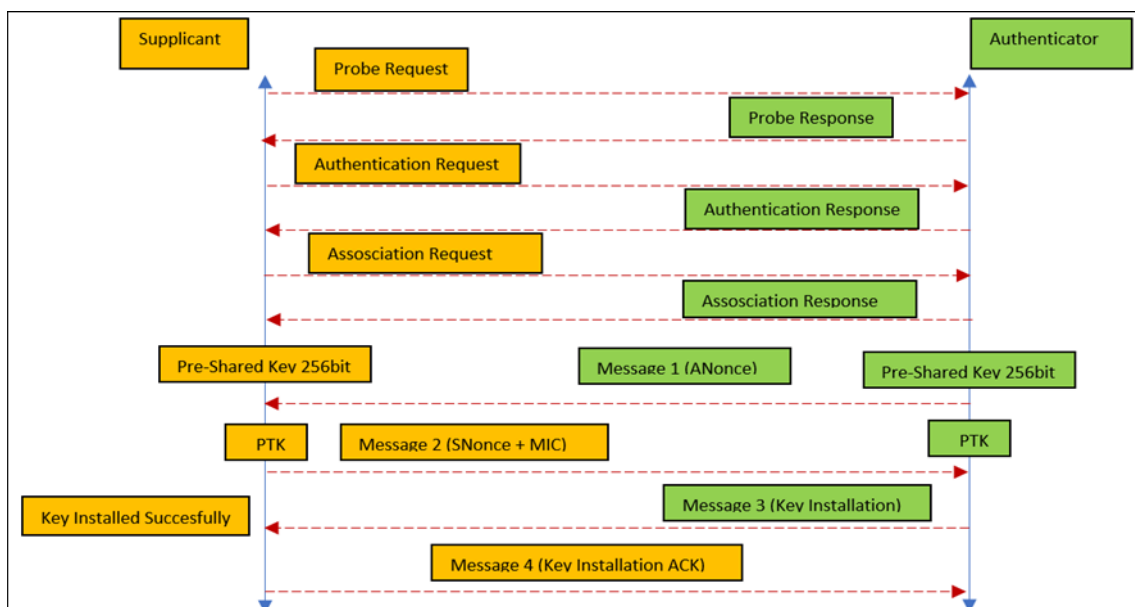 Supplicant
Authenticator
Probe Request
Probe Response
Authentication Request
Authentication Response
Assosciation Request
Assosciation Response
Pre-Shared Key 256bit
Message 1 (ANonce)
Pre-Shared Key 256bit
PTK
Message 2 (SNonce + MIC)
PTK
Message 3 (Key Installation)
Key Installed Succesfully
Message 4 (Key Installation ACK)